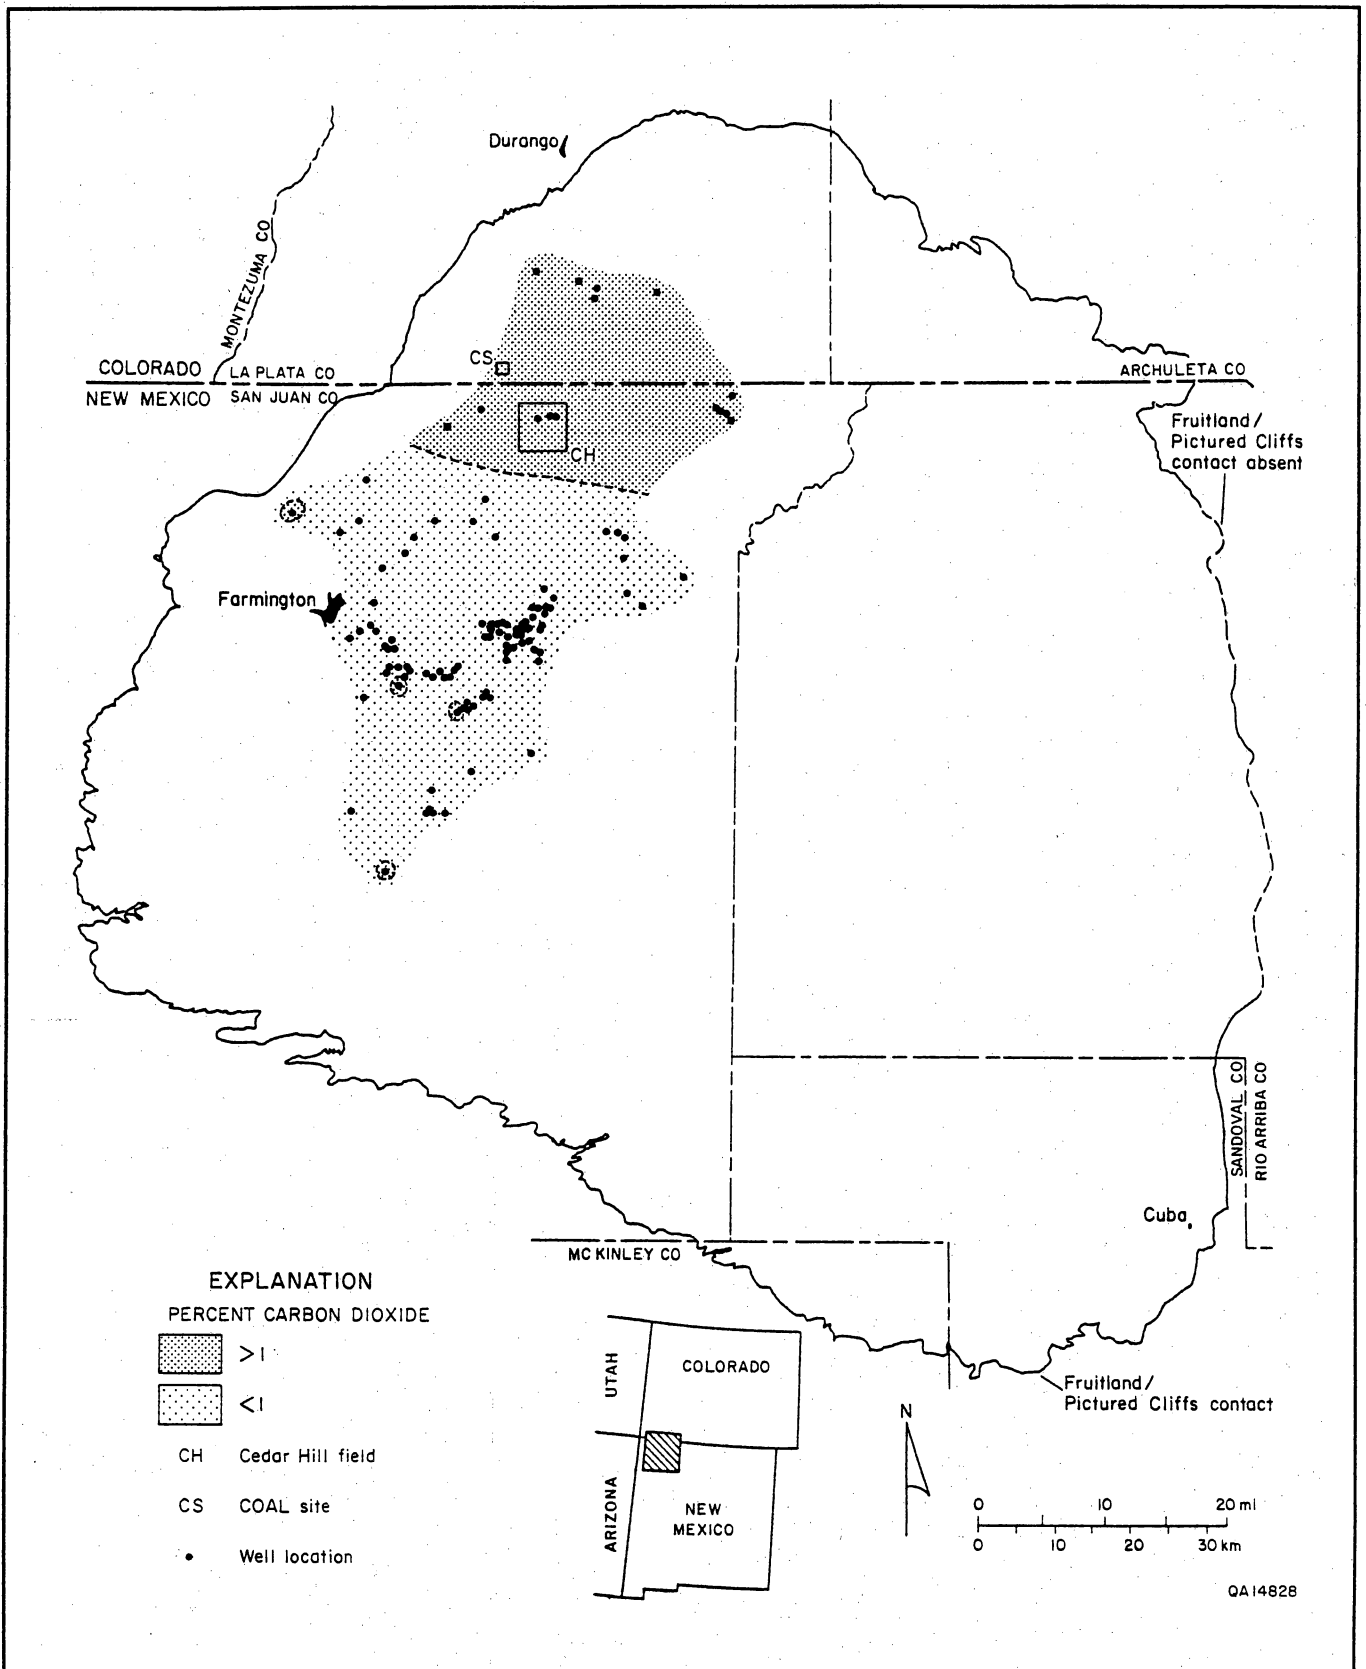 Durango
MONTEZUMA CO
CS
COLORADO
LA PLATA CO
ARCHULETA CO
NEW MEXICO
SAN JUAN CO
Fruitland/
Pictured Cliffs
contact absent
CH
Farmington
SANDOVAL CO
RIO ARRIBA CO
Cuba
MC KINLEY CO
EXPLANATION
PERCENT CARBON DIOXIDE
>1
<1
CH Cedar Hill field
CS COAL site
Well location
UTAH
COLORADO
ARIZONA
NEW
MEXICO
Fruitland/
Pictured Cliffs contact
N
0 10 20 mi
0 10 20 30 km
QA14828